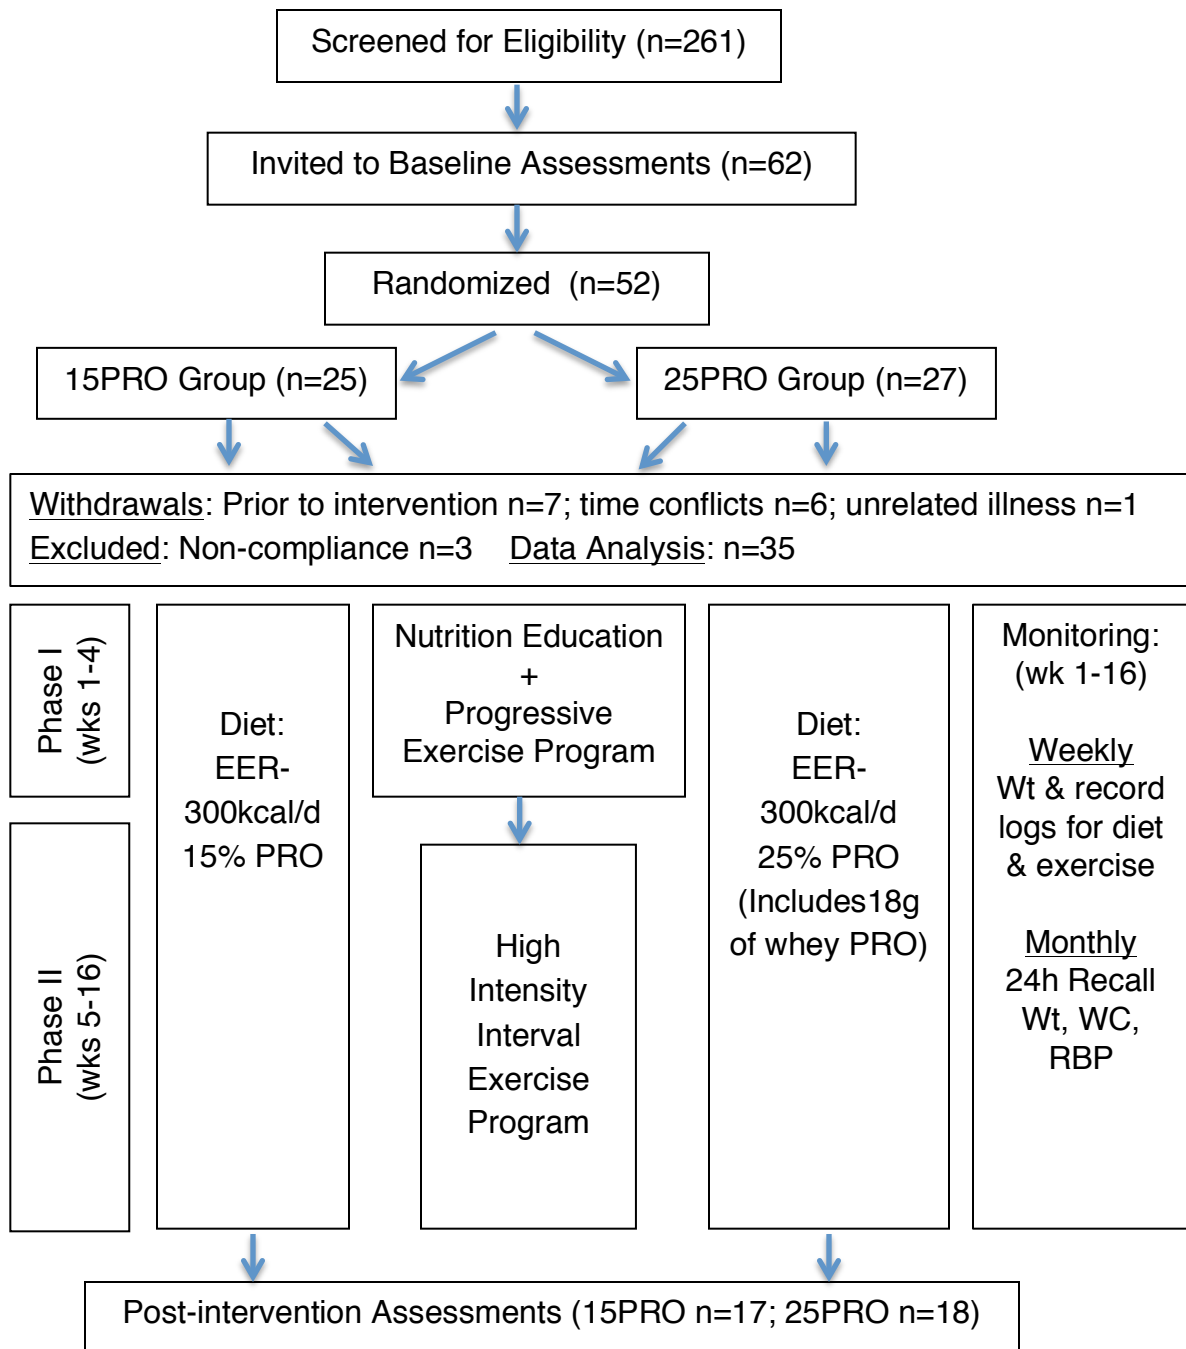 Screened for Eligibility (n=261)
Invited to Baseline Assessments (n=62)
Randomized  (n=52)
15PRO Group (n=25)
25PRO Group (n=27)
Withdrawals: Prior to intervention n=7; time conflicts n=6; unrelated illness n=1
Excluded: Non-compliance n=3    Data Analysis: n=35
Phase I
(wks 1-4)
Phase II
(wks 5-16)
Diet:
EER-
300kcal/d
15% PRO
Nutrition Education
+
Progressive
Exercise Program
High
Intensity
Interval
Exercise
Program
Diet:
EER-
300kcal/d
25% PRO
(Includes18g
of whey PRO)
Monitoring:
(wk 1-16)
Weekly
Wt & record
logs for diet
& exercise
Monthly
24h Recall
Wt, WC,
RBP
Post-intervention Assessments (15PRO n=17; 25PRO n=18)